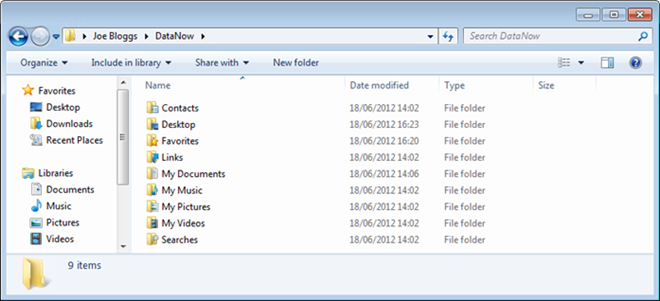 Joe Bloggs DataNow Search DataNow
Organize Include in library Share with New folder
Favorites
Desktop
Downloads
Recent Places
Libraries
Documents
Music
Pictures
Videos
Name Date modified Type Size
Contacts 18/06/2012 14:02 File folder
Desktop 18/06/2012 16:23 File folder
Favorites 18/06/2012 16:20 File folder
Links 18/06/2012 14:02 File folder
My Documents 18/06/2012 14:06 File folder
My Music 18/06/2012 14:02 File folder
My Pictures 18/06/2012 14:02 File folder
My Videos 18/06/2012 14:02 File folder
Searches 18/06/2012 14:02 File folder
9 items